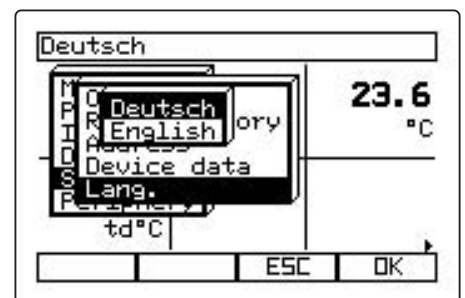 Deutsch
23.6
°C
Deutsch
English
ory
Device data
Lang.
td°C
ESC OK